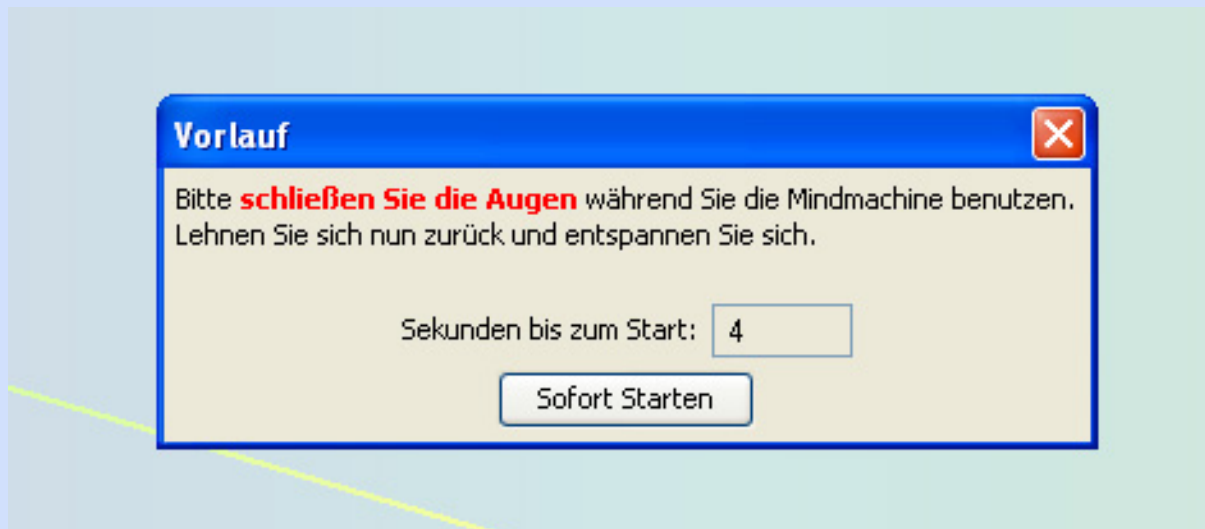 Vorlauf
Bitte schließen Sie die Augen während Sie die Mindmachine benutzen.
Lehnen Sie sich nun zurück und entspannen Sie sich.
Sekunden bis zum Start: 4
Sofort Starten